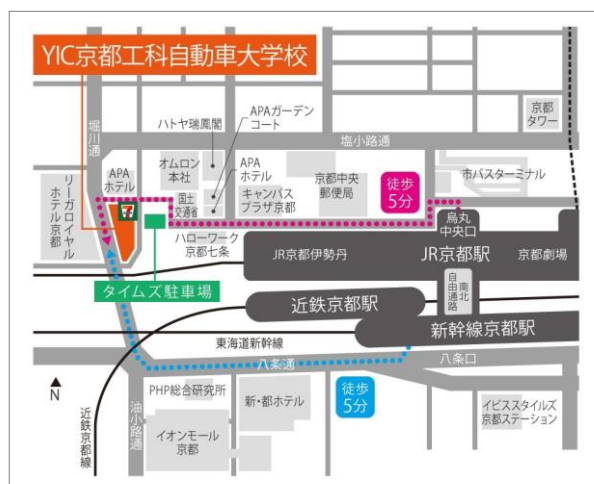 YIC京都工科自動車大学校
堀川通
ハトヤ瑞鳳閣
APAガーデン
コート
京都
タワー
塩小路通
リーガロイヤル
ホテル京都
APA
ホテル
オムロン
本社
APA
ホテル
国土
交通省
キャンパス
プラザ京都
京都中央
郵便局
徒歩
5分
市バスターミナル
7
烏丸
中央口
ハローワーク
京都七条
JR京都伊勢丹
JR京都駅
京都劇場
タイムズ駐車場
近鉄京都駅
南北
自由通路
新幹線京都駅
東海道新幹線
八条通
八条口
N
PHP総合研究所
新・都ホテル
徒歩
5分
イビススタイルズ
京都ステーション
油小路通
イオンモール
京都
近鉄京都線